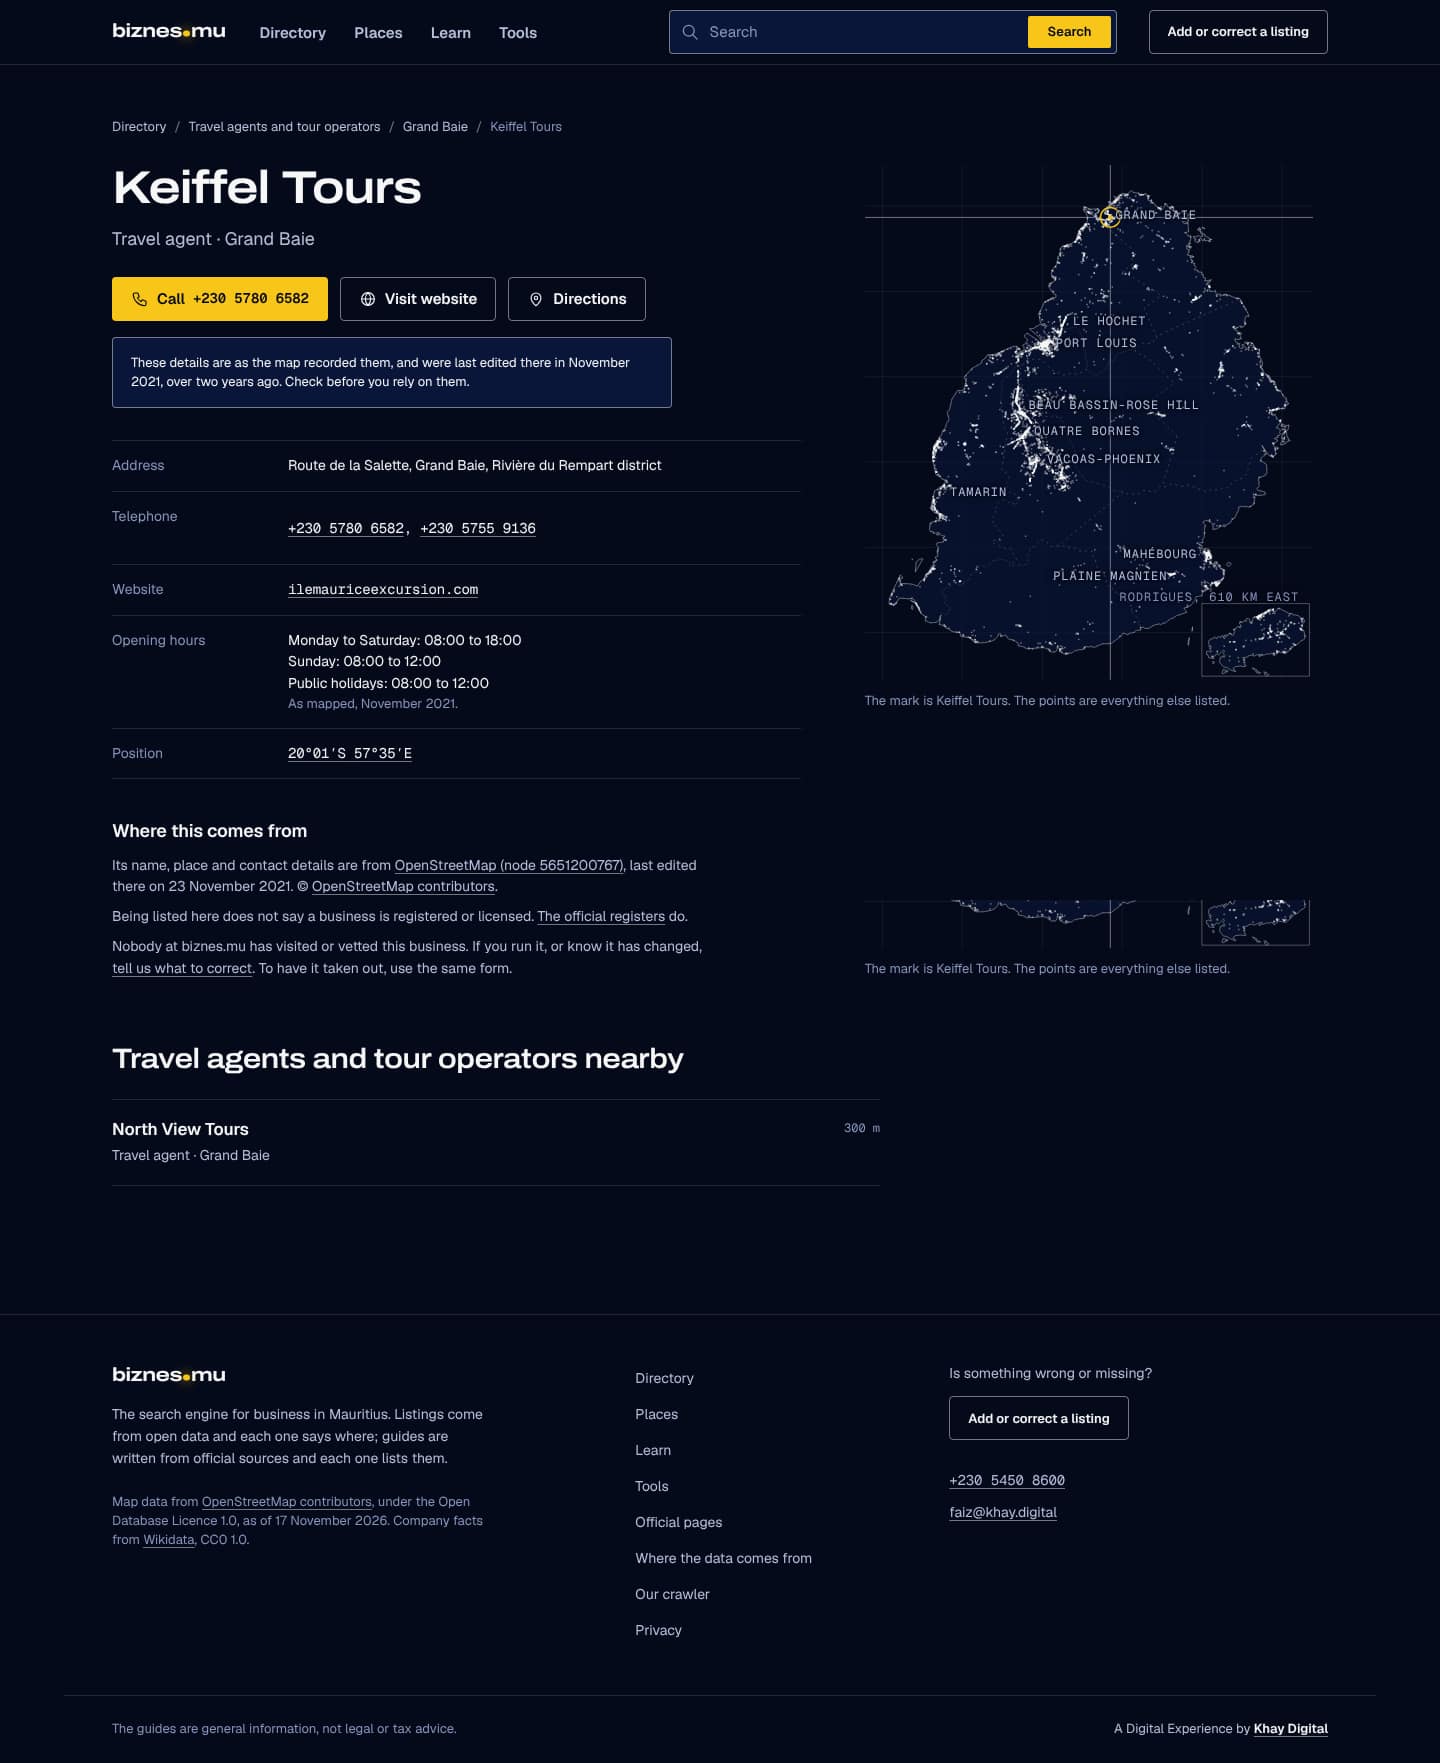 biznes.mu
Directory
Places
Learn
Tools
Search
Search
Add or correct a listing
Directory / Travel agents and tour operators / Grand Baie / Keiffel Tours
Keiffel Tours
Travel agent · Grand Baie
Call +230 5780 6582
Visit website
Directions
These details are as the map recorded them, and were last edited there in November
2021, over two years ago. Check before you rely on them.
Address
Route de la Salette, Grand Baie, Rivière du Rempart district
Telephone
+230 5780 6582, +230 5755 9136
Website
ilemauriceexcursion.com
Opening hours
Monday to Saturday: 08:00 to 18:00
Sunday: 08:00 to 12:00
Public holidays: 08:00 to 12:00
As mapped, November 2021.
Position
20°01′S 57°35′E
GRAND BAIE
LE HOCHET
PORT LOUIS
BEAU BASSIN-ROSE HILL
QUATRE BORNES
VACOAS-PHOENIX
TAMARIN
MAHÉBOURG
PLAINE MAGNIEN
RODRIGUES, 610 KM EAST
The mark is Keiffel Tours. The points are everything else listed.
Where this comes from
Its name, place and contact details are from OpenStreetMap (node 5651200767), last edited
there on 23 November 2021. © OpenStreetMap contributors.
Being listed here does not say a business is registered or licensed. The official registers do.
Nobody at biznes.mu has visited or vetted this business. If you run it, or know it has changed,
tell us what to correct. To have it taken out, use the same form.
The mark is Keiffel Tours. The points are everything else listed.
Travel agents and tour operators nearby
North View Tours
300 m
Travel agent · Grand Baie
biznes.mu
The search engine for business in Mauritius. Listings come
from open data and each one says where; guides are
written from official sources and each one lists them.
Map data from OpenStreetMap contributors, under the Open
Database Licence 1.0, as of 17 November 2026. Company facts
from Wikidata, CC0 1.0.
Directory
Places
Learn
Tools
Official pages
Where the data comes from
Our crawler
Privacy
Is something wrong or missing?
Add or correct a listing
+230 5450 8600
faiz@khay.digital
The guides are general information, not legal or tax advice.
A Digital Experience by Khay Digital